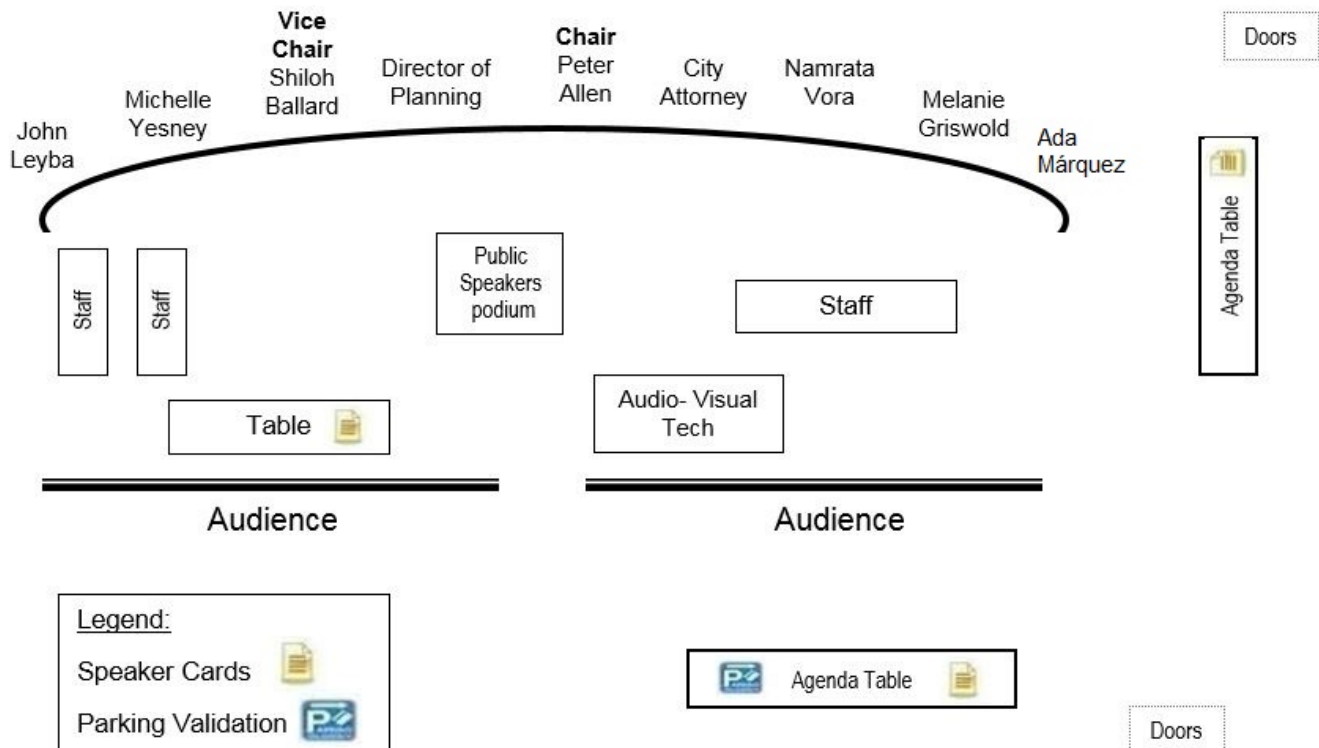 Vice
Chair
Shiloh
Ballard
Director of
Planning
Chair
Peter
Allen
City
Attorney
Namrata
Vora
Doors
John
Leyba
Michelle
Yesney
Melanie
Griswold
Ada
Márquez
Staff
Staff
Public
Speakers
podium
Staff
Agenda Table
Table
Audio- Visual
Tech
Audience
Audience
Legend:
Speaker Cards
Parking Validation
Agenda Table
Doors